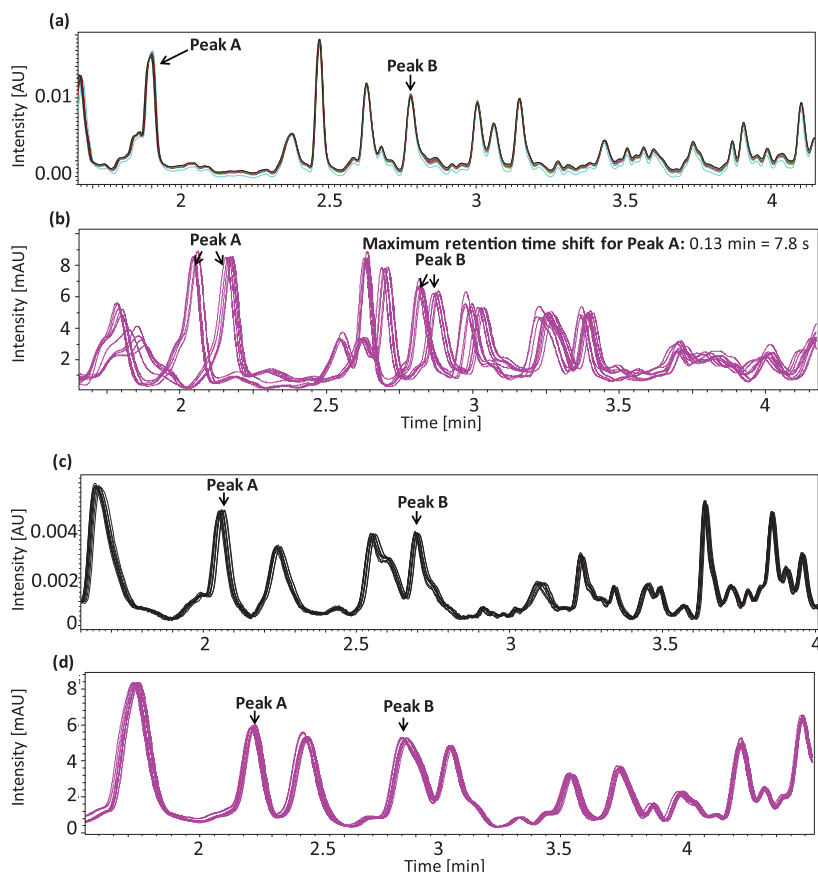 (a)
Peak A
Peak B
Intensity [AU]
0.01
0.00
2 2.5 3 3.5 4
(b)
Peak A
Maximum retention time shift for Peak A: 0.13 min = 7.8 s
Peak B
Intensity [mAU]
8
6
4
2
2 2.5 3 3.5 4
Time [min]
(c)
Peak A
Peak B
Intensity [AU]
0.004
0.002
0
2 2.5 3 3.5 4
(d)
Peak A
Peak B
Intensity [mAU]
8
6
4
2
0
2 2.5 3 3.5 4
Time [min]